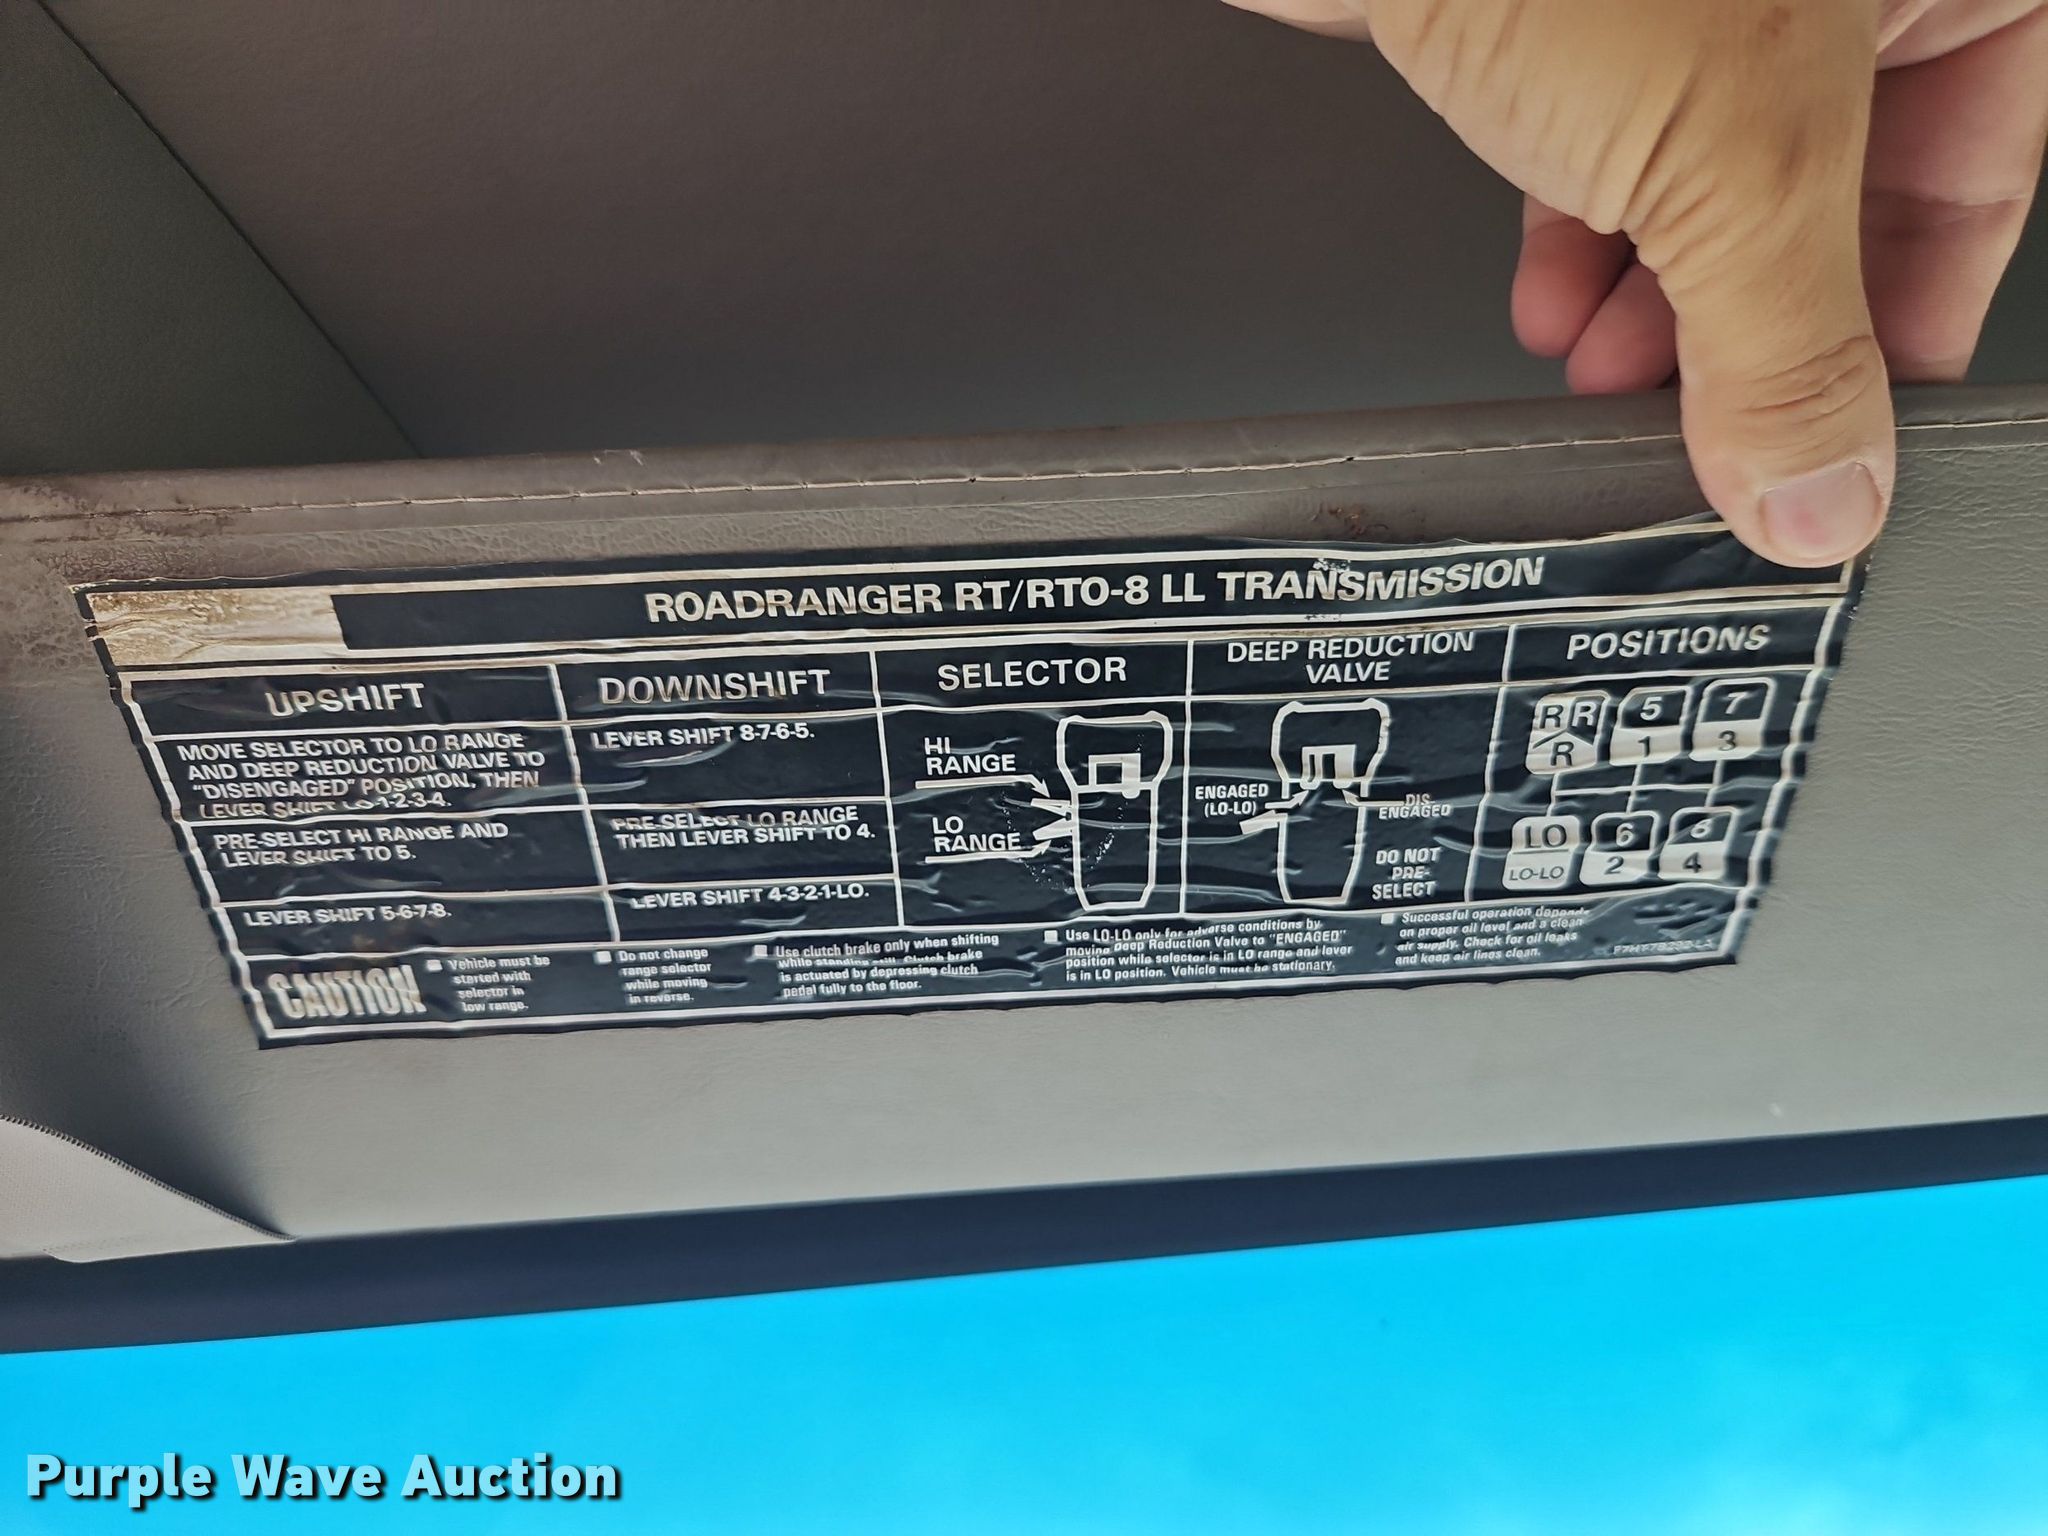 ROADRANGER RT/RTO-8 LL TRANSMISSION
UPSHIFT
MOVE SELECTOR TO LO RANGE
AND DEEP REDUCTION VALVE TO
"DISENGAGED" POSITION, THEN
LEVER SHIFT LO-1-2-3-4.
PRE-SELECT HI RANGE AND
LEVER SHIFT TO 5.
LEVER SHIFT 5-6-7-8.
DOWNSHIFT
LEVER SHIFT 8-7-6-5.
PRE-SELECT LO RANGE
THEN LEVER SHIFT TO 4.
LEVER SHIFT 4-3-2-1-LO.
SELECTOR
HI
RANGE
LO
RANGE
DEEP REDUCTION
VALVE
ENGAGED
(LO-LO)
DIS
ENGAGED
DO NOT
PRE-
SELECT
POSITIONS
R R 5 7
R 1 3
LO 6 8
LO-LO 2 4
CAUTION
Vehicle must be
started with
selector in
low range.
Do not change
range selector
while moving
in reverse.
Use clutch brake only when shifting
while standing still. Clutch brake
is actuated by depressing clutch
pedal fully to the floor.
Use LO-LO only for adverse conditions by
moving Deep Reduction Valve to "ENGAGED"
position while selector is in LO range and lever
is in LO position. Vehicle must be stationary.
Successful operation depends
on proper oil level and a clean
air supply. Check for oil leaks
and keep air lines clean.
Purple Wave Auction